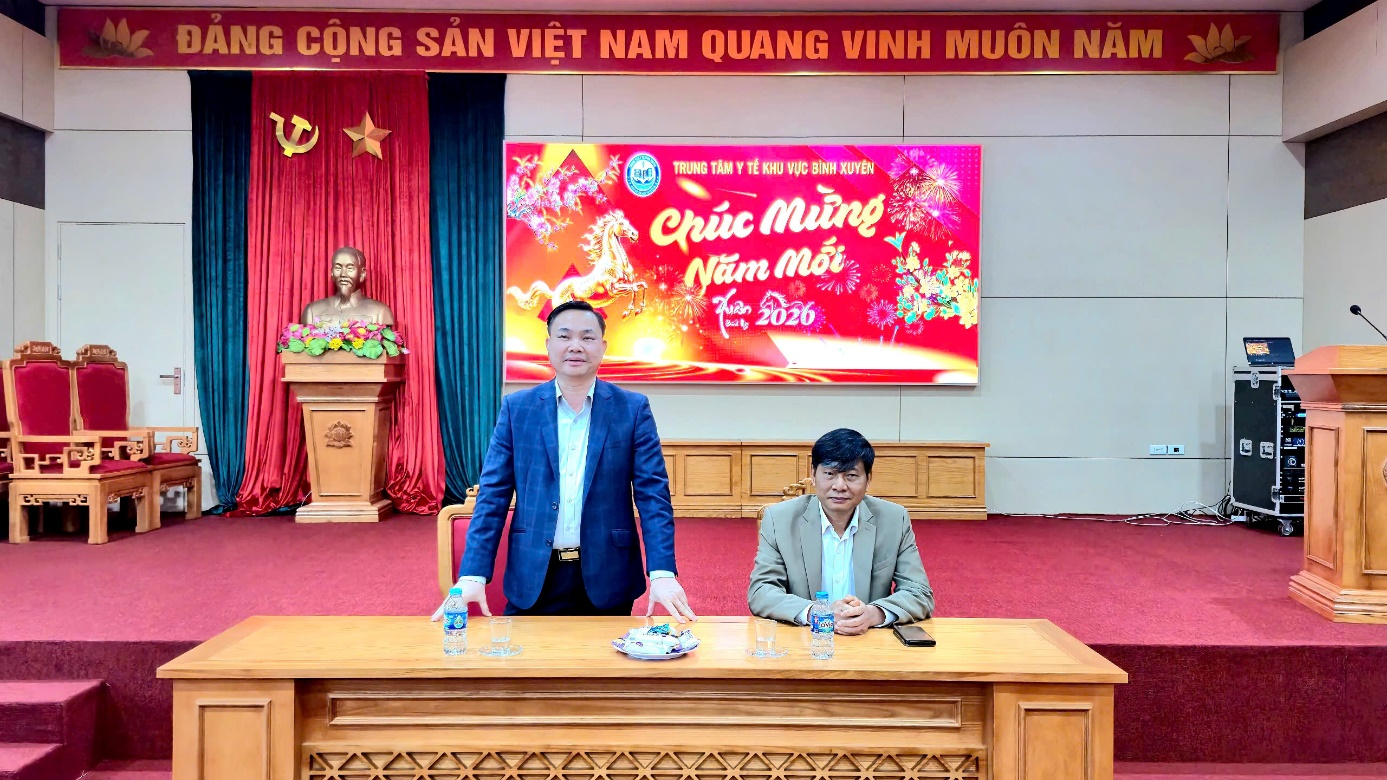 ĐẢNG CỘNG SẢN VIỆT NAM QUANG VINH MUÔN NĂM
TRUNG TÂM Y TẾ KHU VỰC BÌNH XUYÊN
Chúc Mừng
Năm Mới
Xuân 2026